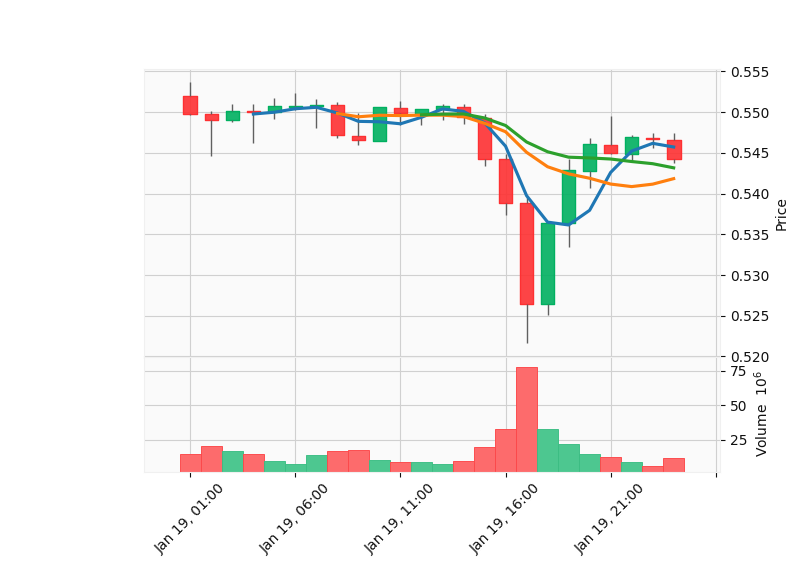 0.555
0.550
0.545
0.540
0.535
0.530
0.525
0.520
Price
75
50
25
Volume 10⁶
Jan 19, 01:00
Jan 19, 06:00
Jan 19, 11:00
Jan 19, 16:00
Jan 19, 21:00